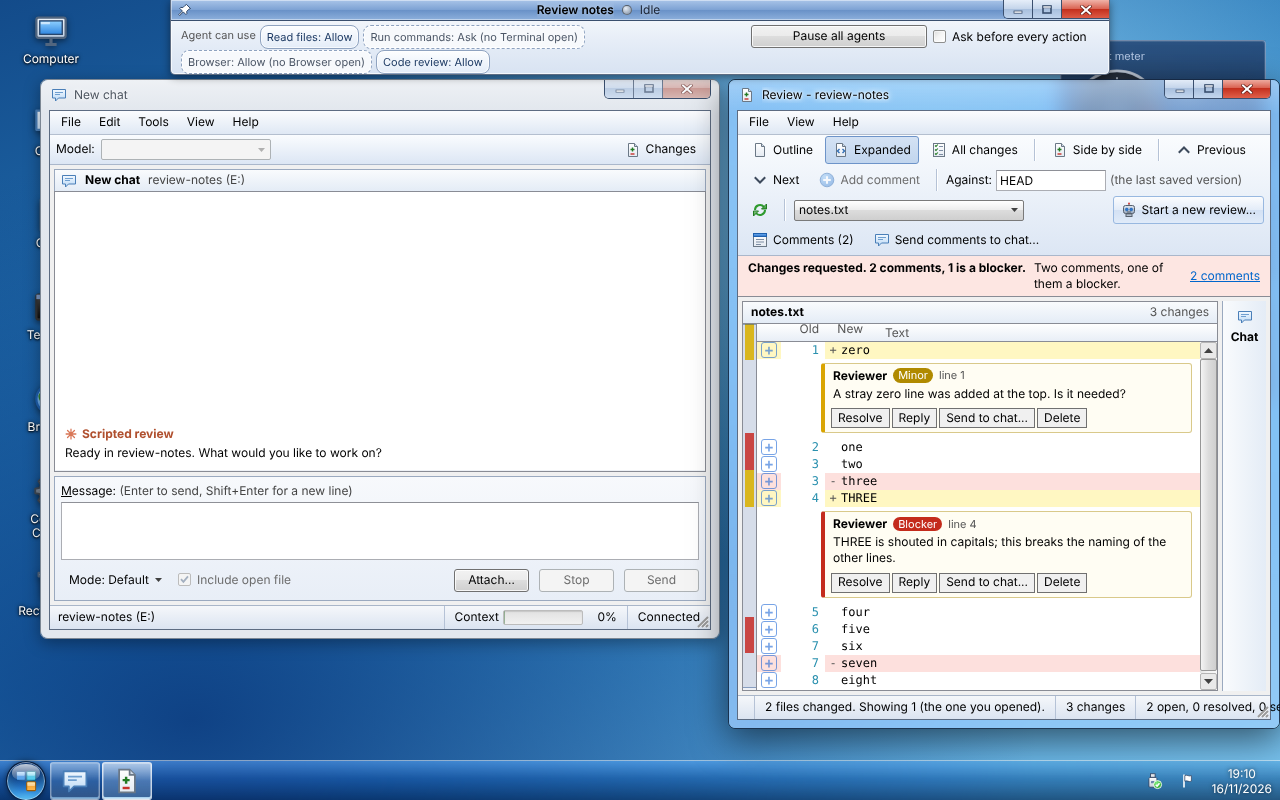 Review notes Idle
Agent can use Read files: Allow Run commands: Ask (no Terminal open)
Browser: Allow (no Browser open) Code review: Allow
Pause all agents Ask before every action
Computer
meter
New chat
File Edit Tools View Help
Model: Changes
New chat review-notes (E:)
Scripted review
Ready in review-notes. What would you like to work on?
Message: (Enter to send, Shift+Enter for a new line)
Mode: Default Include open file Attach... Stop Send
review-notes (E:) Context 0% Connected
Review - review-notes
File View Help
Outline Expanded All changes Side by side Previous
Next Add comment Against: HEAD (the last saved version)
notes.txt Start a new review...
Comments (2) Send comments to chat...
Changes requested. 2 comments, 1 is a blocker. Two comments, one of them a blocker. 2 comments
notes.txt 3 changes
Old New Text
1 + zero
Reviewer Minor line 1
A stray zero line was added at the top. Is it needed?
Resolve Reply Send to chat... Delete
2 one
3 two
3 - three
4 + THREE
Reviewer Blocker line 4
THREE is shouted in capitals; this breaks the naming of the
other lines.
Resolve Reply Send to chat... Delete
5 four
6 five
7 six
7 - seven
8 eight
Chat
2 files changed. Showing 1 (the one you opened). 3 changes 2 open, 0 resolved, 0
19:10
16/11/2026